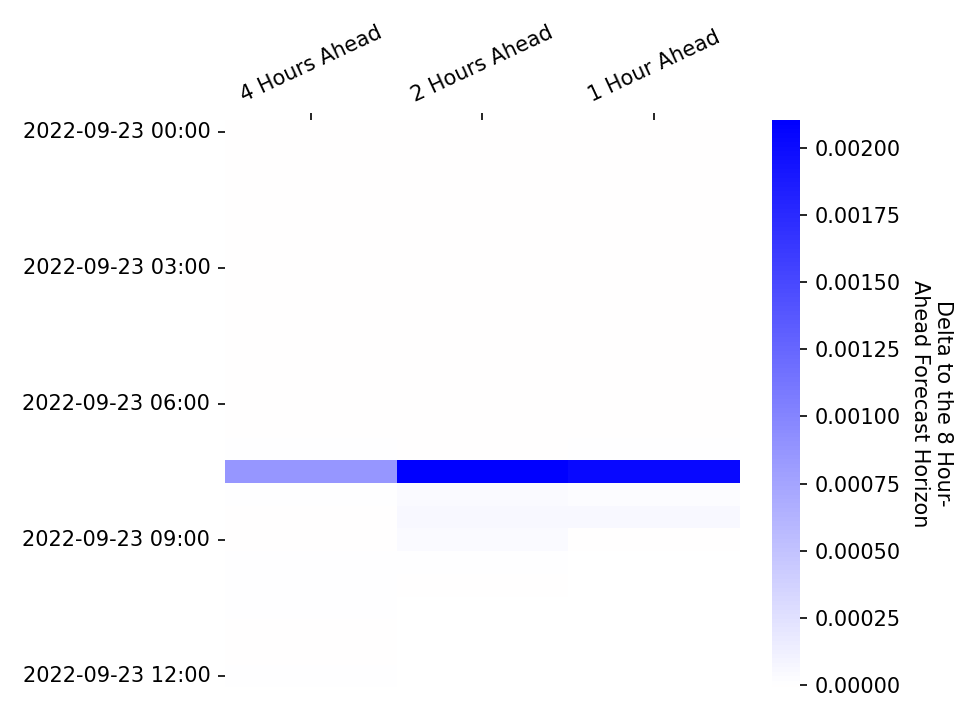 4 Hours Ahead
2 Hours Ahead
1 Hour Ahead
2022-09-23 00:00
2022-09-23 03:00
2022-09-23 06:00
2022-09-23 09:00
2022-09-23 12:00
0.00200
0.00175
0.00150
0.00125
0.00100
0.00075
0.00050
0.00025
0.00000
Delta to the 8 Hour-
Ahead Forecast Horizon